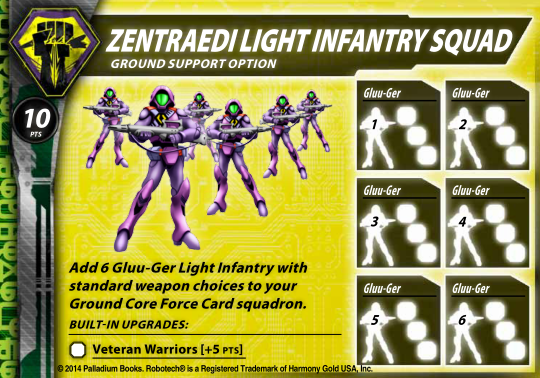 ZENTRAEDI LIGHT INFANTRY SQUAD
GROUND SUPPORT OPTION
10
PTS
Gluu-Ger
1
Gluu-Ger
2
Gluu-Ger
3
Gluu-Ger
4
Gluu-Ger
5
Gluu-Ger
6
Add 6 Gluu-Ger Light Infantry with
standard weapon choices to your
Ground Core Force Card squadron.
BUILT-IN UPGRADES:
Veteran Warriors [+5 PTS]
© 2014 Palladium Books. Robotech® is a Registered Trademark of Harmony Gold USA, Inc.